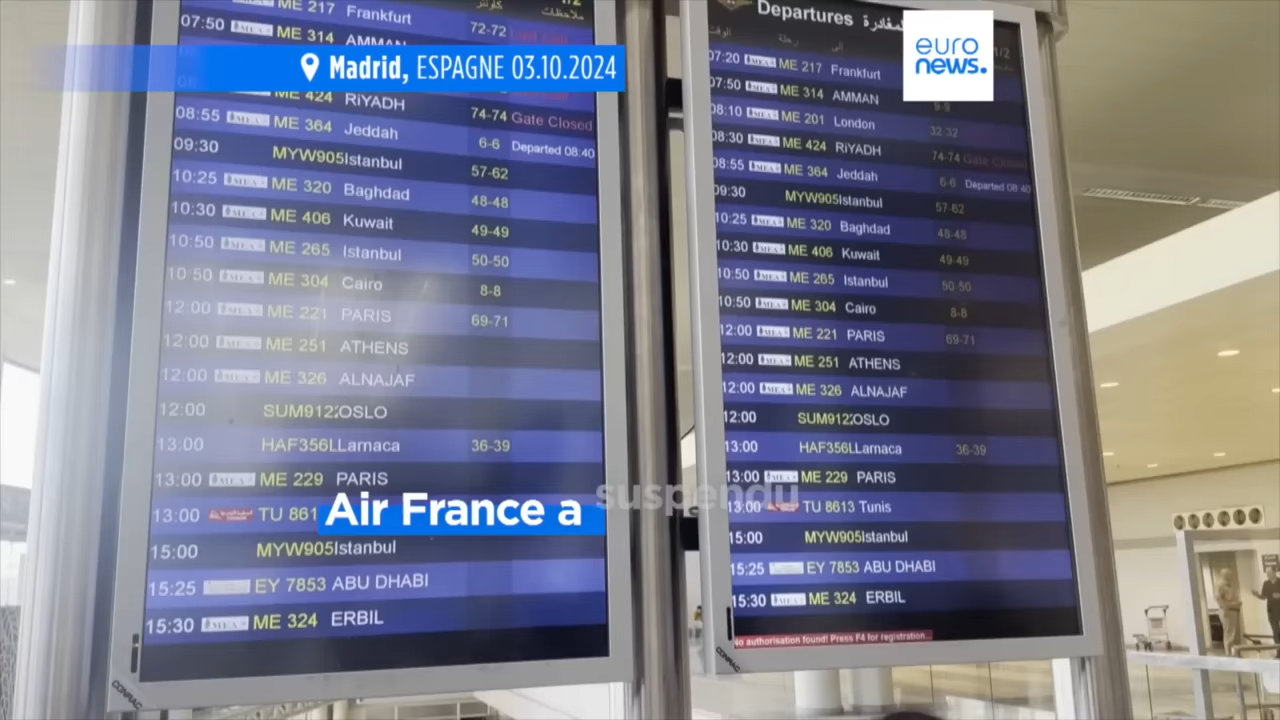 ME 217 Frankfurt 72-72
07:50 ME 314 AMMAN
ME 424 RiYADH 74-74 Gate Closed
08:55 ME 364 Jeddah 6-6 Departed 08:40
09:30 MYW905Istanbul 57-62
10:25 ME 320 Baghdad 48-48
10:30 ME 406 Kuwait 49-49
10:50 ME 265 Istanbul 50-50
10:50 ME 304 Cairo 8-8
12:00 ME 221 PARIS 69-71
12:00 ME 251 ATHENS
12:00 ME 326 ALNAJAF
12:00 SUM912 OSLO
13:00 HAF356LLarnaca 36-39
13:00 ME 229 PARIS
13:00 TU 861
15:00 MYW905Istanbul
15:25 EY 7853 ABU DHABI
15:30 ME 324 ERBIL
CONRAC
Madrid, ESPAGNE 03.10.2024
Departures المغادرة
07:20 ME 217 Frankfurt
07:50 ME 314 AMMAN 9-9
08:10 ME 201 London 32-32
08:30 ME 424 RiYADH 74-74 Gate Closed
08:55 ME 364 Jeddah 6-6 Departed 08:40
09:30 MYW905Istanbul 57-62
10:25 ME 320 Baghdad 48-48
10:30 ME 406 Kuwait 49-49
10:50 ME 265 Istanbul 50-50
10:50 ME 304 Cairo 8-8
12:00 ME 221 PARIS 69-71
12:00 ME 251 ATHENS
12:00 ME 326 ALNAJAF
12:00 SUM912 OSLO
13:00 HAF356LLarnaca 36-39
13:00 ME 229 PARIS
13:00 TU 8613 Tunis
15:00 MYW905Istanbul
15:25 EY 7853 ABU DHABI
15:30 ME 324 ERBIL
No authorisation found! Press F4 for registration...
CONRAC
euro
news.
Air France a suspendu